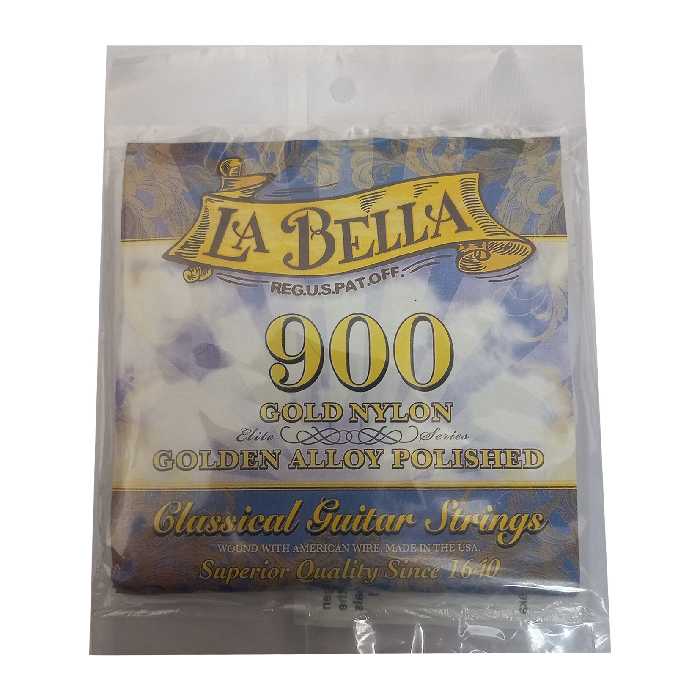 LA BELLA
REG.U.S.PAT.OFF.
900
GOLD NYLON
Elite Series
GOLDEN ALLOY POLISHED
Classical Guitar Strings
WOUND WITH AMERICAN WIRE, MADE IN THE USA.
Superior Quality Since 1640